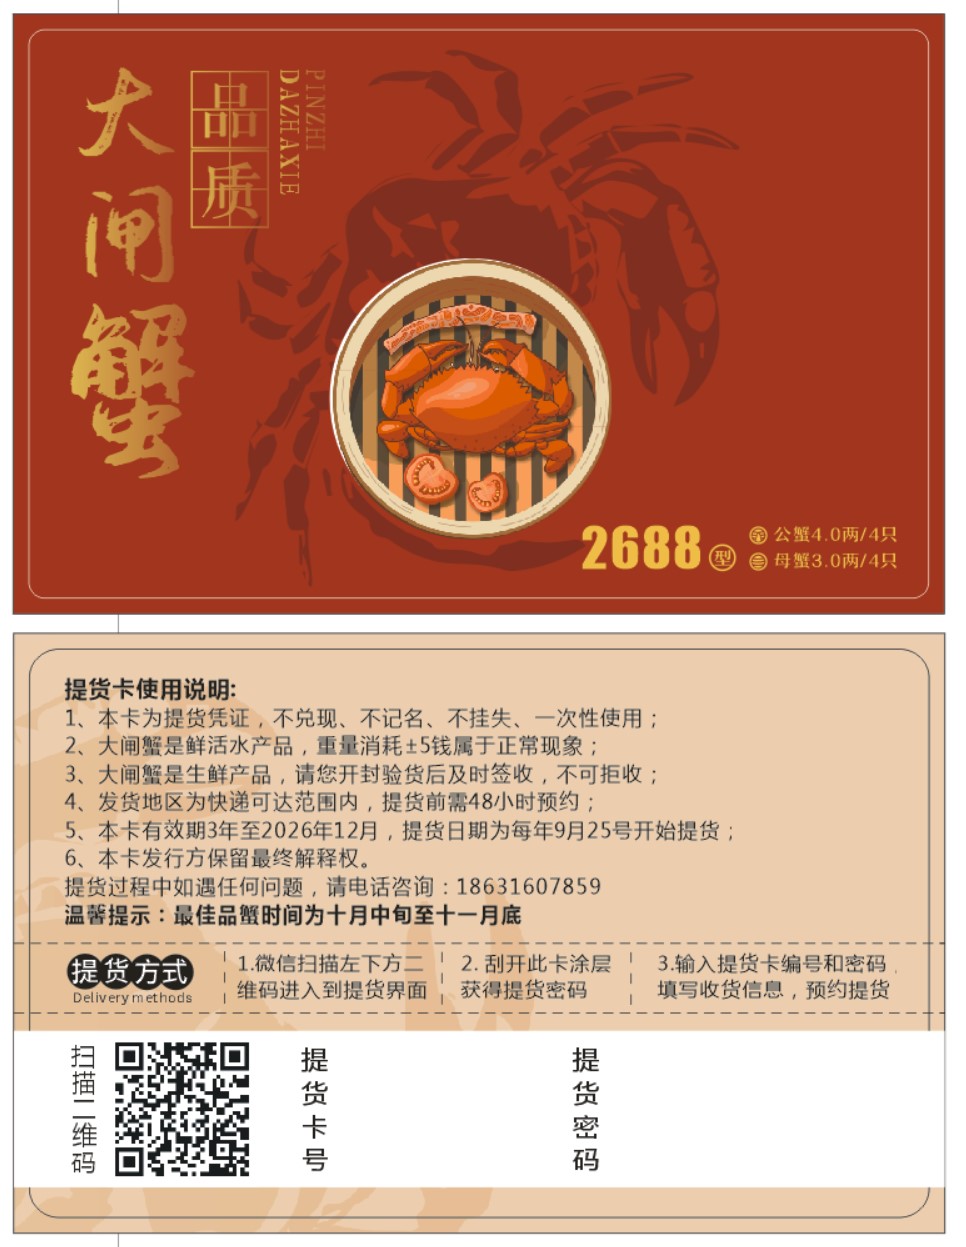 大闸蟹
品质
PINZHI
DAZHAXIE
2688型
公蟹4.0两/4只
母蟹3.0两/4只
提货卡使用说明:
1、本卡为提货凭证，不兑现、不记名、不挂失、一次性使用；
2、大闸蟹是鲜活水产品，重量消耗±5钱属于正常现象；
3、大闸蟹是生鲜产品，请您开封验货后及时签收，不可拒收；
4、发货地区为快递可达范围内，提货前需48小时预约；
5、本卡有效期3年至2026年12月，提货日期为每年9月25号开始提货；
6、本卡发行方保留最终解释权。
提货过程中如遇任何问题，请电话咨询：18631607859
温馨提示：最佳品蟹时间为十月中旬至十一月底
提货方式
Delivery methods
1.微信扫描左下方二
维码进入到提货界面
2. 刮开此卡涂层
获得提货密码
3.输入提货卡编号和密码，
填写收货信息，预约提货
扫描二维码
提货卡号
提货密码